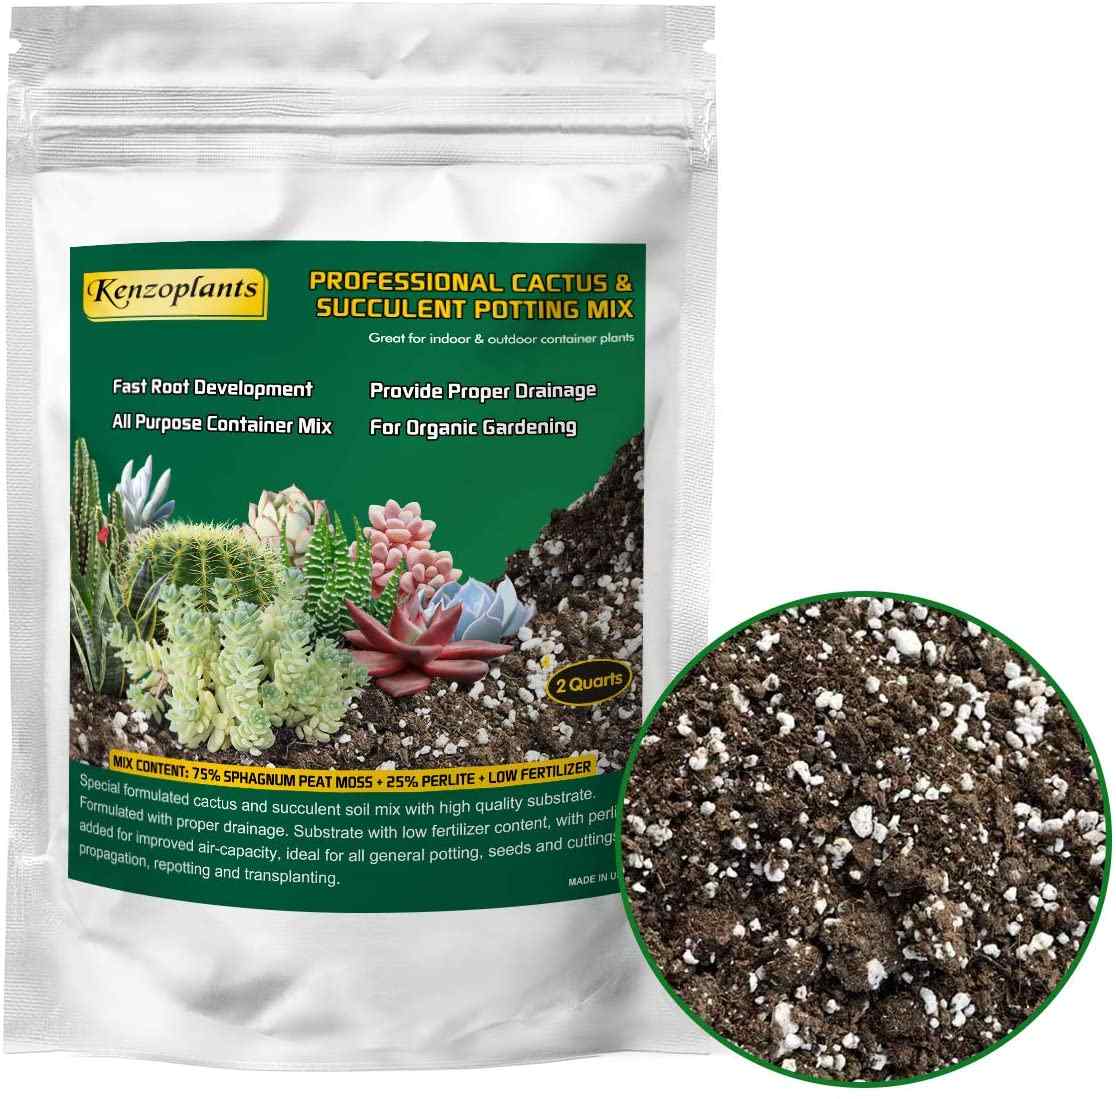 Kenzoplants
PROFESSIONAL CACTUS &
SUCCULENT POTTING MIX
Great for indoor & outdoor container plants
Fast Root Development
Provide Proper Drainage
All Purpose Container Mix
For Organic Gardening
2 Quarts
MIX CONTENT: 75% SPHAGNUM PEAT MOSS + 25% PERLITE + LOW FERTILIZER
Special formulated cactus and succulent soil mix with high quality substrate.
Formulated with proper drainage. Substrate with low fertilizer content, with
added for improved air-capacity, ideal for all general potting, seeds and cuttings
propagation, repotting and transplanting.
MADE IN